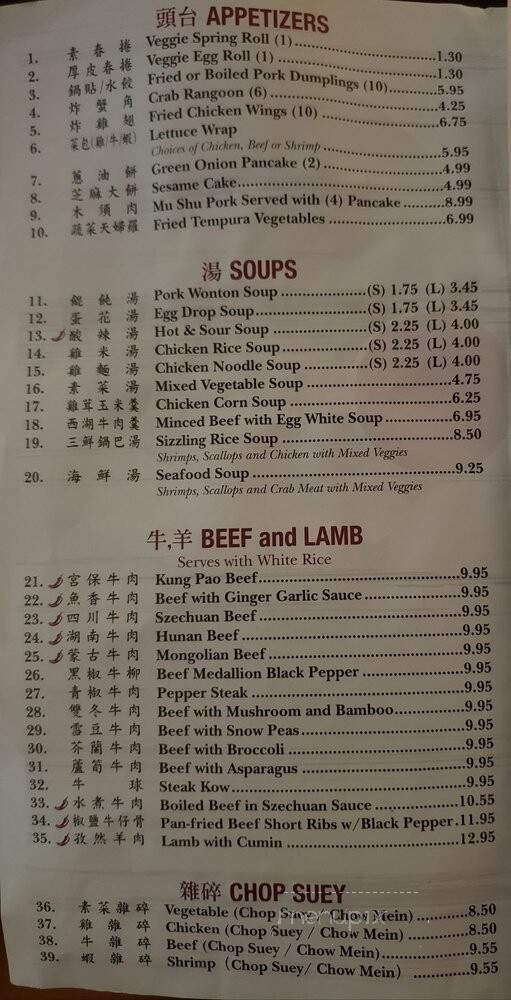 頭台 APPETIZERS
1. 素春捲 Veggie Spring Roll (1)..............1.30
2. 厚皮春捲 Veggie Egg Roll (1)..............1.30
3. 鍋貼/水餃 Fried or Boiled Pork Dumplings (10)..........5.95
4. 炸蟹角 Crab Rangoon (6)..............4.25
5. 炸雞翅 Fried Chicken Wings (10)..............6.75
6. 菜包(雞/牛/蝦) Lettuce Wrap
Choices of Chicken, Beef or Shrimp..............5.95
7. 蔥油餅 Green Onion Pancake (2)..............4.99
8. 芝麻大餅 Sesame Cake..............4.99
9. 木須肉 Mu Shu Pork Served with (4) Pancake........8.99
10. 蔬菜天婦羅 Fried Tempura Vegetables..............6.99
湯 SOUPS
11. 餛飩湯 Pork Wonton Soup..............(S) 1.75 (L) 3.45
12. 蛋花湯 Egg Drop Soup..............(S) 1.75 (L) 3.45
13. 酸辣湯 Hot & Sour Soup..............(S) 2.25 (L) 4.00
14. 雞米湯 Chicken Rice Soup..............(S) 2.25 (L) 4.00
15. 雞麵湯 Chicken Noodle Soup..............(S) 2.25 (L) 4.00
16. 素菜湯 Mixed Vegetable Soup..............4.75
17. 雞茸玉米羹 Chicken Corn Soup..............6.25
18. 西湖牛肉羹 Minced Beef with Egg White Soup..............6.95
19. 三鮮鍋巴湯 Sizzling Rice Soup..............8.50
Shrimps, Scallops and Chicken with Mixed Veggies
20. 海鮮湯 Seafood Soup..............9.25
Shrimps, Scallops and Crab Meat with Mixed Veggies
牛,羊 BEEF and LAMB
Serves with White Rice
21. 宮保牛肉 Kung Pao Beef..............9.95
22. 魚香牛肉 Beef with Ginger Garlic Sauce..............9.95
23. 四川牛肉 Szechuan Beef..............9.95
24. 湖南牛肉 Hunan Beef..............9.95
25. 蒙古牛肉 Mongolian Beef..............9.95
26. 黑椒牛柳 Beef Medallion Black Pepper..............9.95
27. 青椒牛肉 Pepper Steak..............9.95
28. 雙冬牛肉 Beef with Mushroom and Bamboo..............9.95
29. 雪豆牛肉 Beef with Snow Peas..............9.95
30. 芥蘭牛肉 Beef with Broccoli..............9.95
31. 蘆筍牛肉 Beef with Asparagus..............9.95
32. 牛球 Steak Kow..............9.95
33. 水煮牛肉 Boiled Beef in Szechuan Sauce..............10.55
34. 椒鹽牛仔骨 Pan-fried Beef Short Ribs w/Black Pepper.11.95
35. 孜然羊肉 Lamb with Cumin..............12.95
雜碎 CHOP SUEY
36. 素菜雜碎 Vegetable (Chop Suey / Chow Mein)..............8.50
37. 雞雜碎 Chicken (Chop Suey / Chow Mein)..............8.50
38. 牛雜碎 Beef (Chop Suey / Chow Mein)..............9.55
39. 蝦雜碎 Shrimp (Chop Suey/ Chow Mein)..............9.55